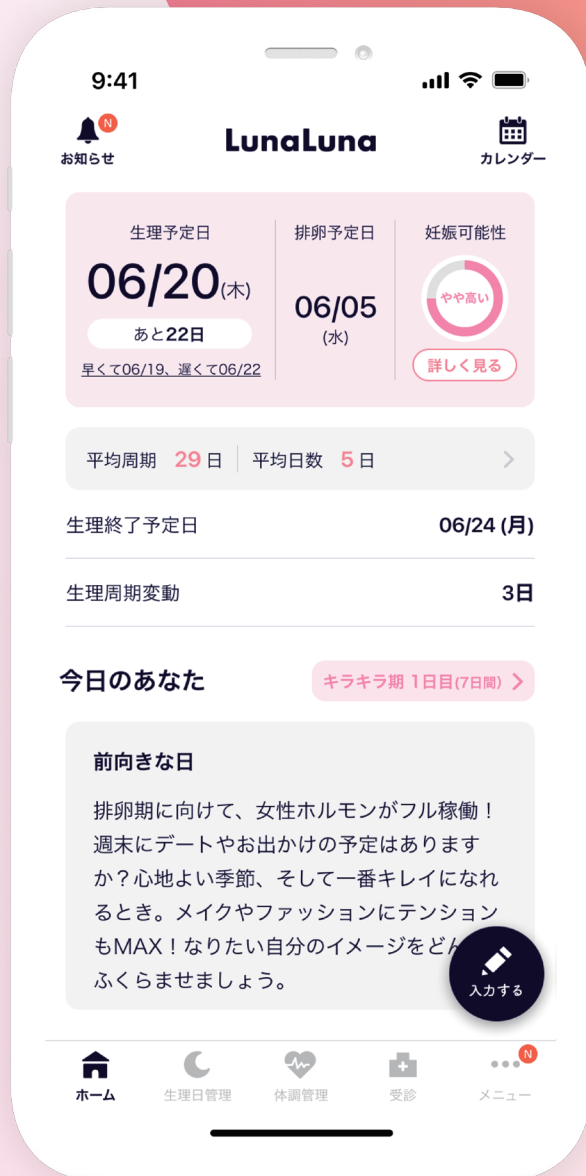 9:41
N
お知らせ
LunaLuna
カレンダー
生理予定日
06/20(木)
あと22日
早くて06/19、遅くて06/22
排卵予定日
06/05
(水)
妊娠可能性
やや高い
詳しく見る
平均周期 29日 平均日数 5日
生理終了予定日 06/24(月)
生理周期変動 3日
今日のあなた
キラキラ期 1日目(7日間)
前向きな日
排卵期に向けて、女性ホルモンがフル稼働！
週末にデートやお出かけの予定はあります
か？心地よい季節、そして一番キレイになれ
るとき。メイクやファッションにテンション
もMAX！なりたい自分のイメージをどん
ふくらませましょう。
入力する
ホーム
生理日管理
体調管理
受診
N
メニュー